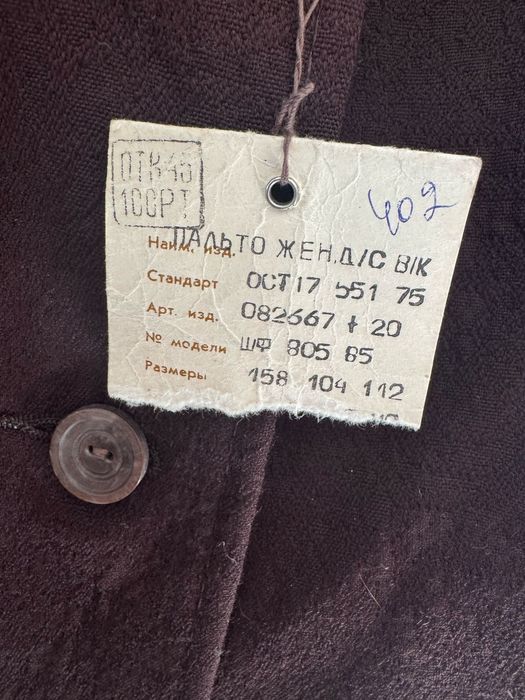 ОТК 45
1СОРТ
402
Наим. изд. ПАЛЬТО ЖЕН.Д/С В/К
Стандарт ОСТ17 551 75
Арт. изд. 082667 + 20
№ модели ШФ 805 85
Размеры 158 104 112